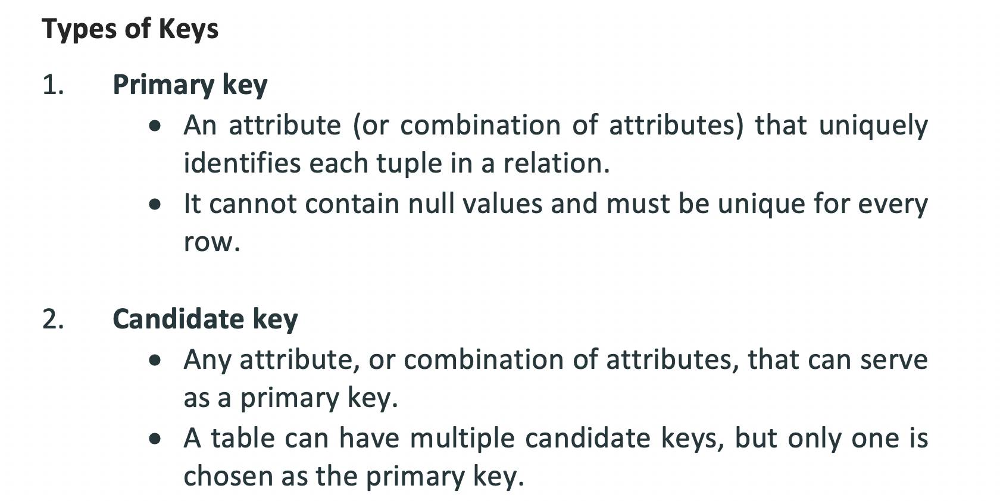 Types of Keys
1. Primary key
• An attribute (or combination of attributes) that uniquely
identifies each tuple in a relation.
• It cannot contain null values and must be unique for every
row.
2. Candidate key
• Any attribute, or combination of attributes, that can serve
as a primary key.
• A table can have multiple candidate keys, but only one is
chosen as the primary key.